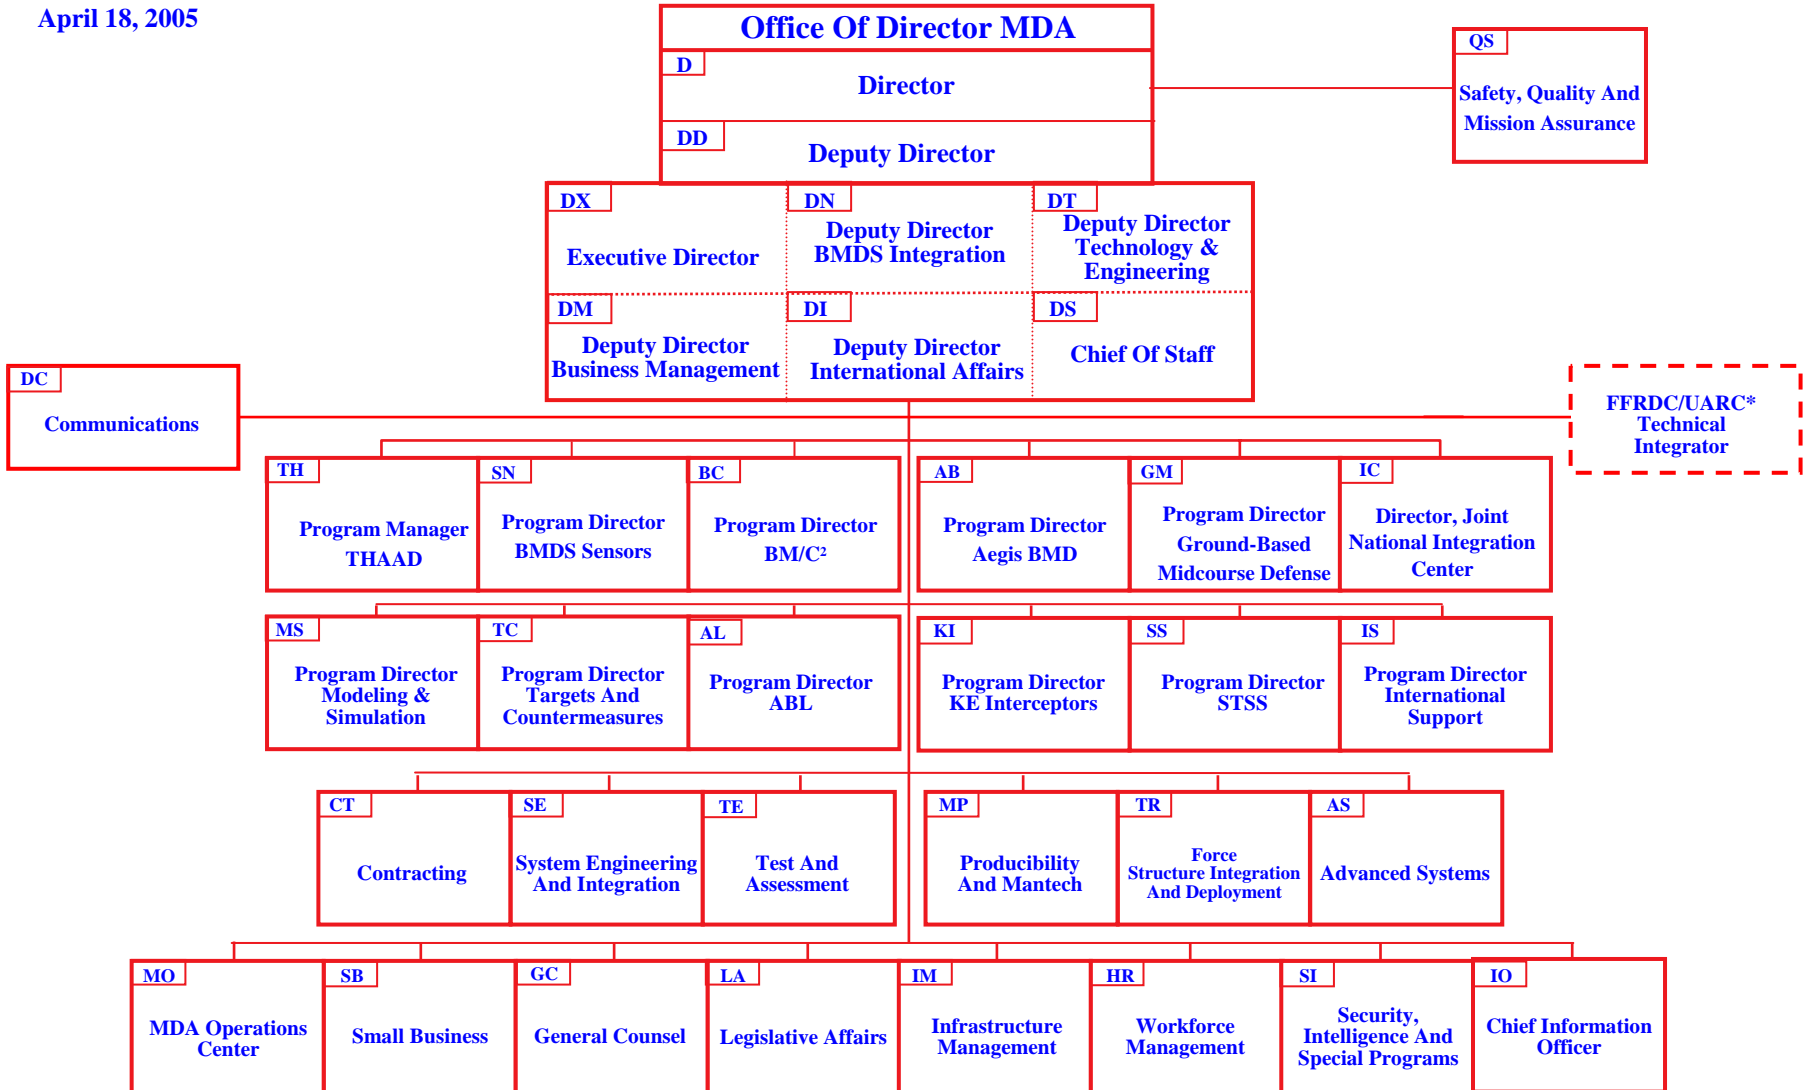 April 18, 2005
Office Of Director MDA
D
Director
DD
Deputy Director
QS
Safety, Quality And
Mission Assurance
DX
Executive Director
DN
Deputy Director
BMDS Integration
DT
Deputy Director
Technology &
Engineering
DM
Deputy Director
Business Management
DI
Deputy Director
International Affairs
DS
Chief Of Staff
DC
Communications
FFRDC/UARC*
Technical
Integrator
TH
Program Manager
THAAD
SN
Program Director
BMDS Sensors
BC
Program Director
BM/C²
AB
Program Director
Aegis BMD
GM
Program Director
Ground-Based
Midcourse Defense
IC
Director, Joint
National Integration
Center
MS
Program Director
Modeling &
Simulation
TC
Program Director
Targets And
Countermeasures
AL
Program Director
ABL
KI
Program Director
KE Interceptors
SS
Program Director
STSS
IS
Program Director
International
Support
CT
Contracting
SE
System Engineering
And Integration
TE
Test And
Assessment
MP
Producibility
And Mantech
TR
Force
Structure Integration
And Deployment
AS
Advanced Systems
MO
MDA Operations
Center
SB
Small Business
GC
General Counsel
LA
Legislative Affairs
IM
Infrastructure
Management
HR
Workforce
Management
SI
Security,
Intelligence And
Special Programs
IO
Chief Information
Officer